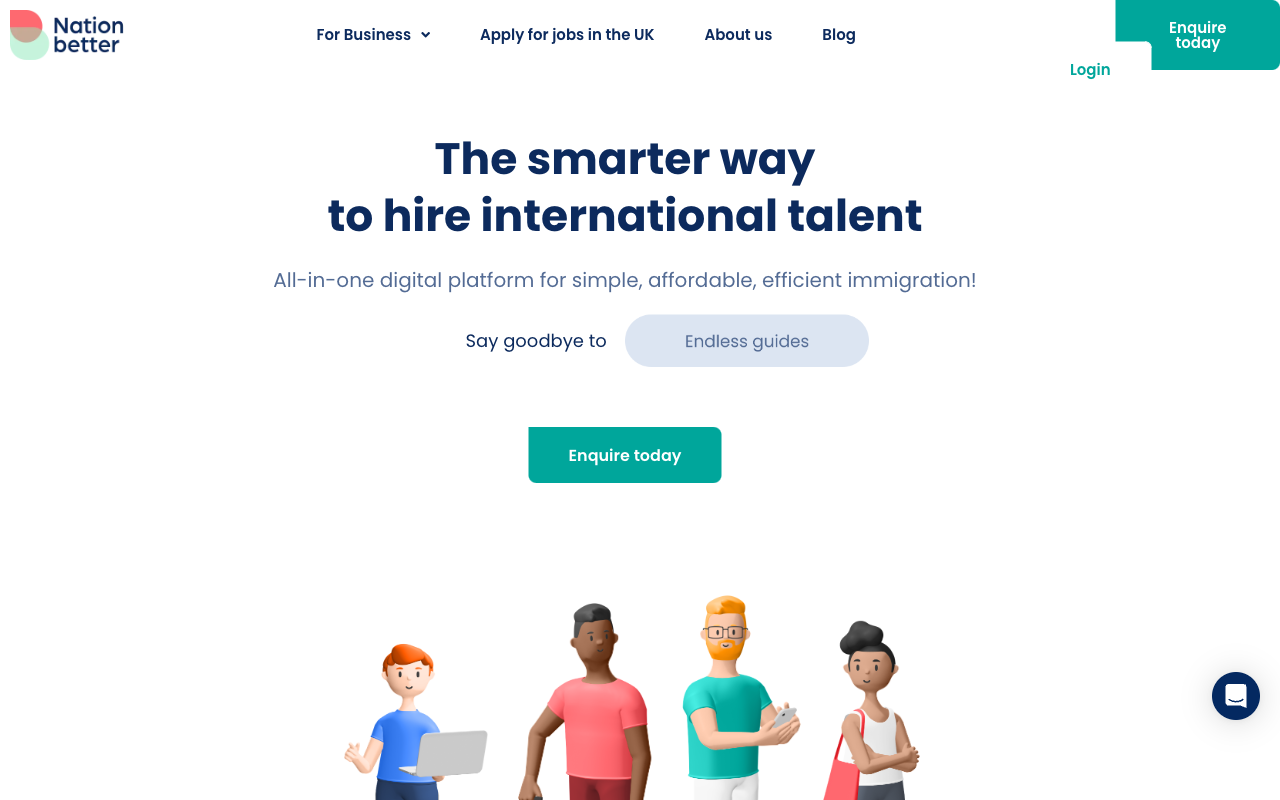 Nation
better
For Business
Apply for jobs in the UK
About us
Blog
Login
Enquire
today
The smarter way
to hire international talent
All-in-one digital platform for simple, affordable, efficient immigration!
Say goodbye to
Endless guides
Enquire today